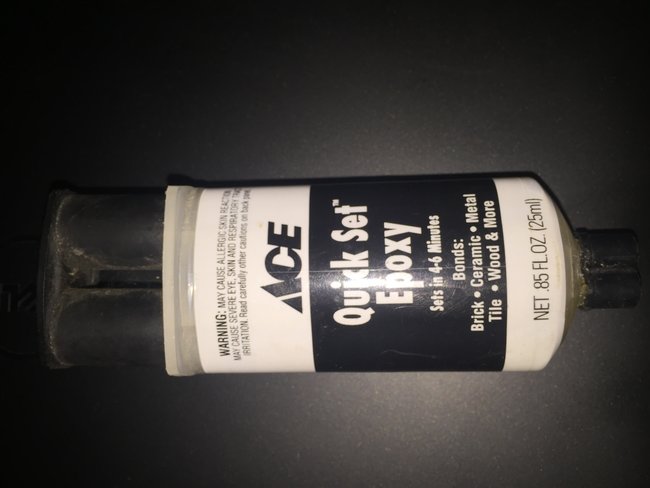 ACE
Quick Set™
Epoxy
Sets in 4-6 Minutes
Bonds:
Brick • Ceramic • Metal
Tile • Wood & More
NET .85 FL.OZ. (25ml)
WARNING: MAY CAUSE ALLERGIC SKIN REACTION.
MAY CAUSE SEVERE EYE, SKIN AND RESPIRATORY TRACT
IRRITATION. Read carefully other cautions on back panel.